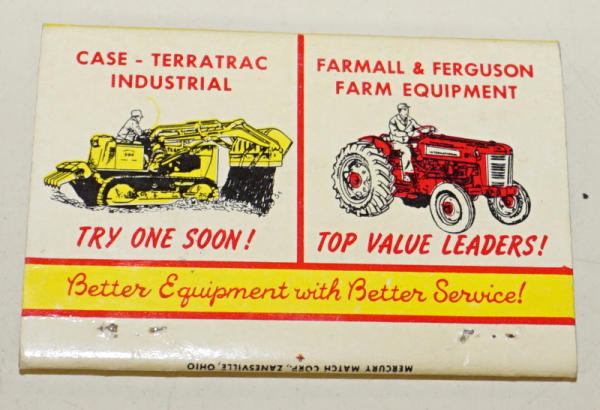 CASE - TERRATRAC
INDUSTRIAL
TRY ONE SOON!
FARMALL & FERGUSON
FARM EQUIPMENT
TOP VALUE LEADERS!
Better Equipment with Better Service!
MERCURY MATCH CORP., ZANESVILLE, OHIO